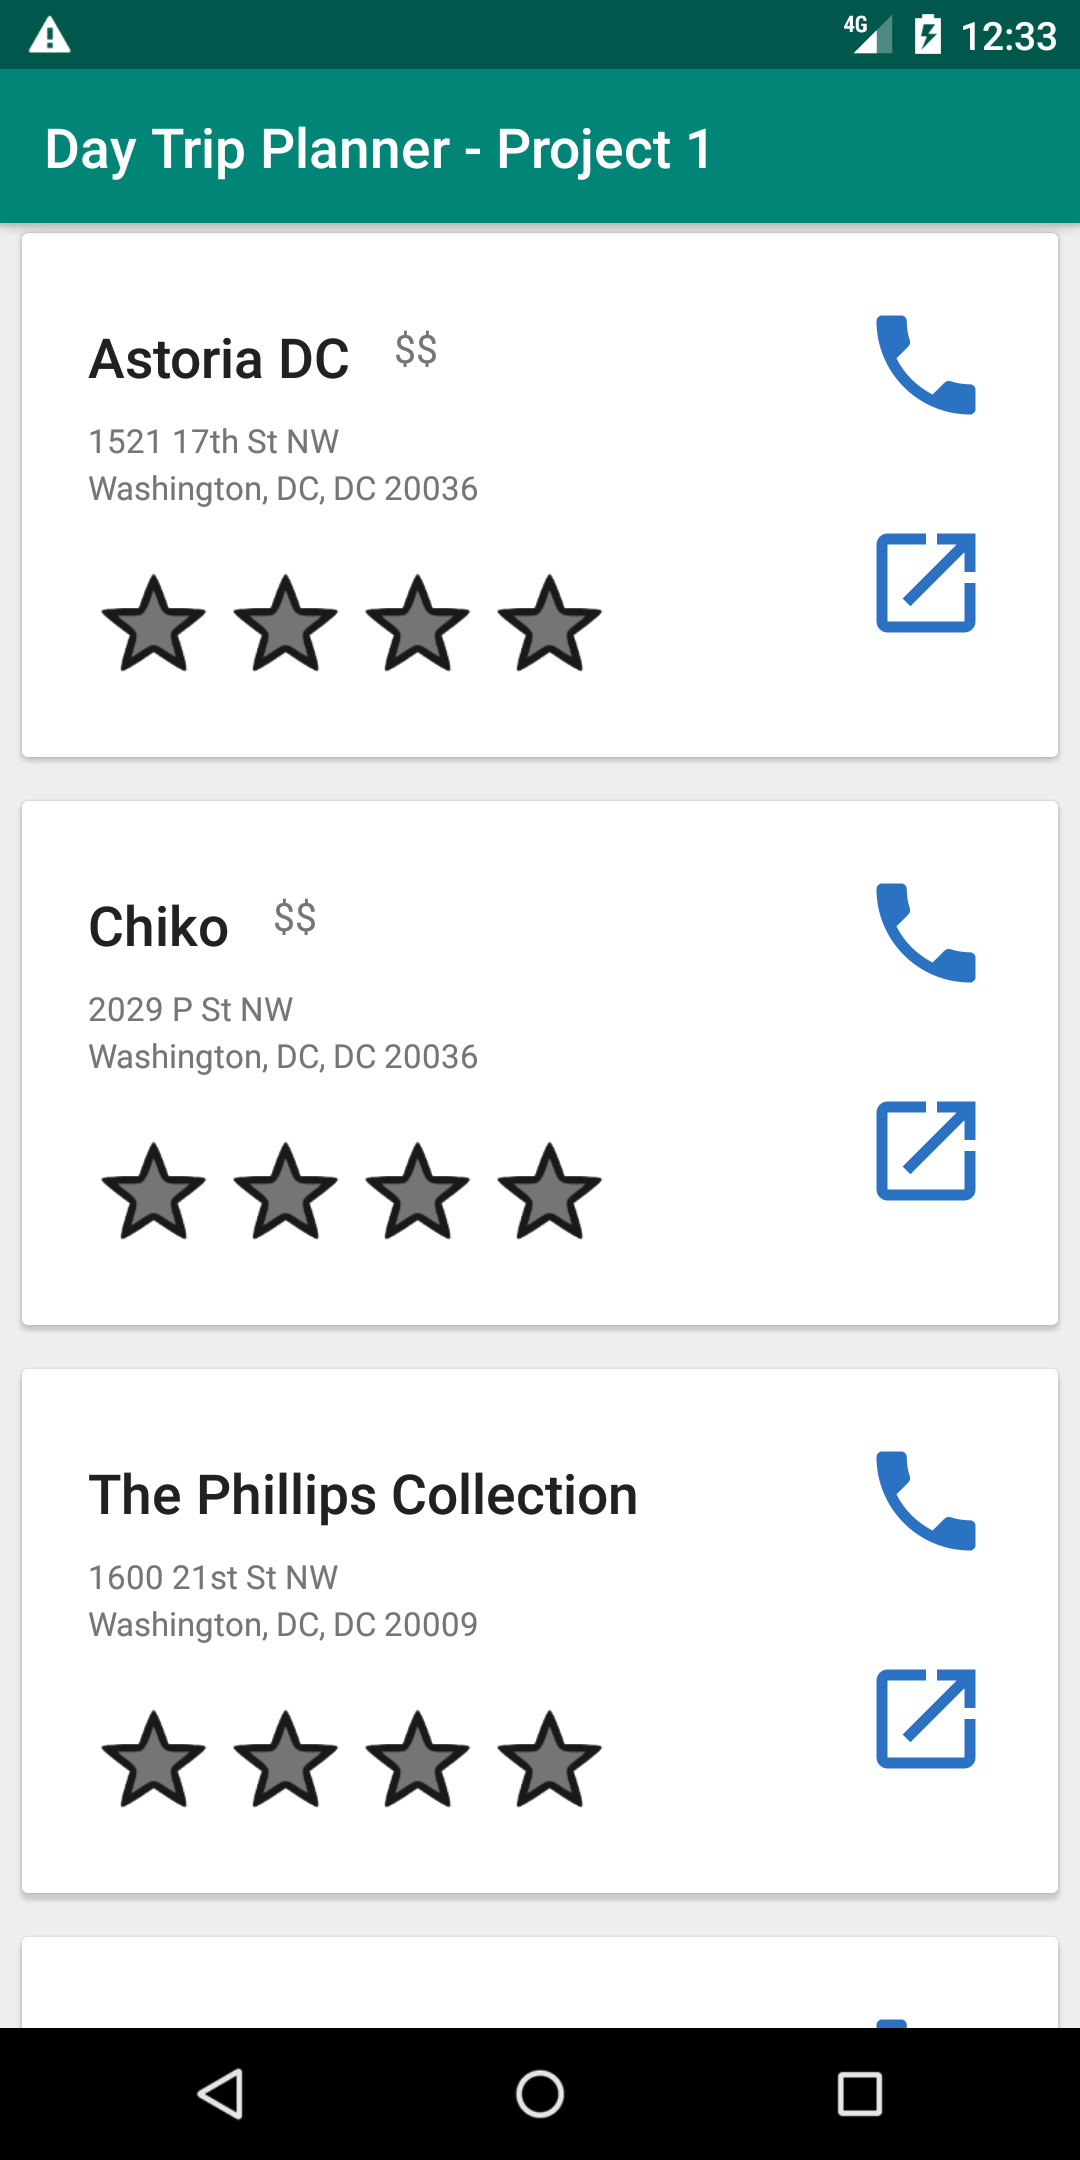 4G 12:33
Day Trip Planner - Project 1
Astoria DC $$
1521 17th St NW
Washington, DC, DC 20036
Chiko $$
2029 P St NW
Washington, DC, DC 20036
The Phillips Collection
1600 21st St NW
Washington, DC, DC 20009